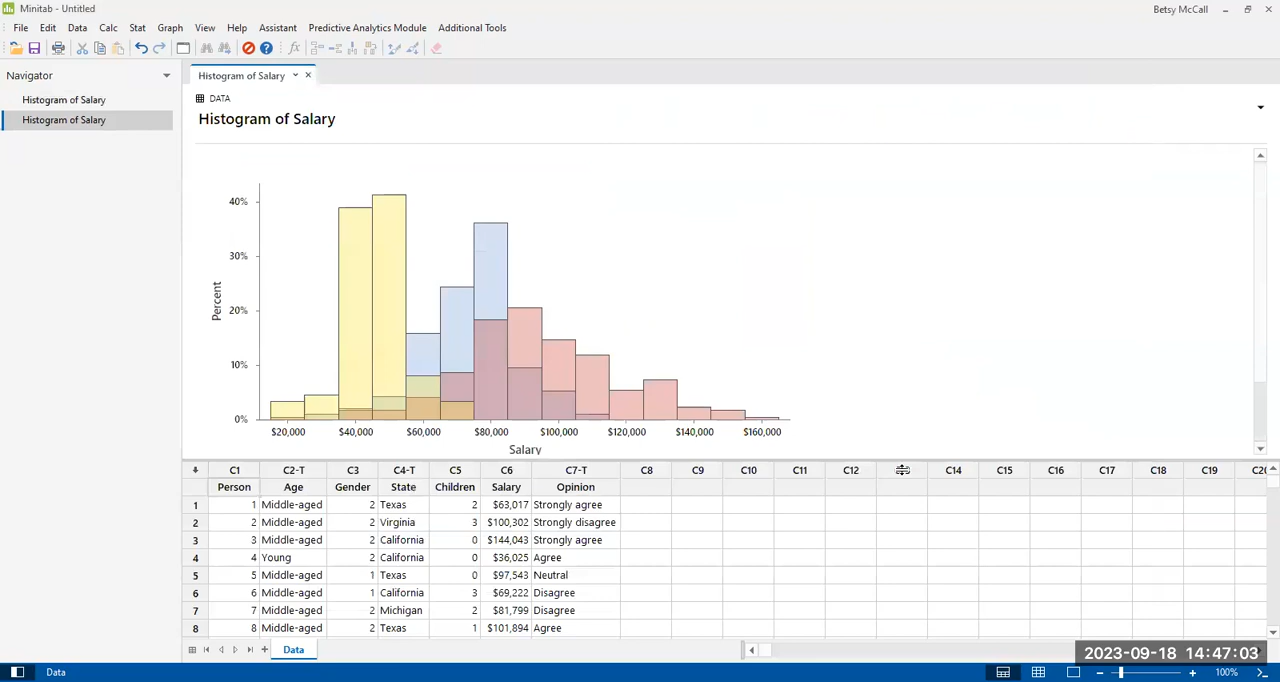 Minitab - Untitled
Betsy McCall
File Edit Data Calc Stat Graph View Help Assistant Predictive Analytics Module Additional Tools
Navigator
Histogram of Salary
Histogram of Salary
Histogram of Salary
DATA
Histogram of Salary
40%
30%
20%
10%
0%
Percent
$20,000 $40,000 $60,000 $80,000 $100,000 $120,000 $140,000 $160,000
Salary
C1 C2-T C3 C4-T C5 C6 C7-T C8 C9 C10 C11 C12 C14 C15 C16 C17 C18 C19 C20
Person Age Gender State Children Salary Opinion
1 1 Middle-aged 2 Texas 2 $63,017 Strongly agree
2 2 Middle-aged 2 Virginia 3 $100,302 Strongly disagree
3 3 Middle-aged 2 California 0 $144,043 Strongly agree
4 4 Young 2 California 0 $36,025 Agree
5 5 Middle-aged 1 Texas 0 $97,543 Neutral
6 6 Middle-aged 1 California 3 $69,222 Disagree
7 7 Middle-aged 2 Michigan 2 $81,799 Disagree
8 8 Middle-aged 2 Texas 1 $101,894 Agree
Data
2023-09-18 14:47:03
Data
100%